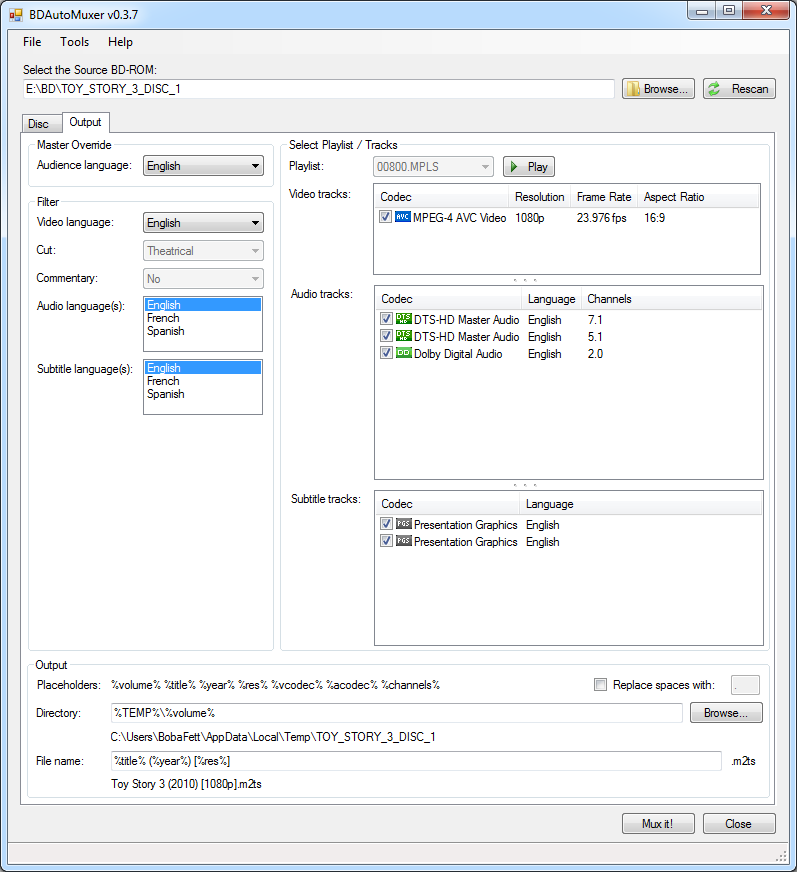 BDAutoMuxer v0.3.7
File Tools Help
Select the Source BD-ROM:
E:\BD\TOY_STORY_3_DISC_1 Browse... Rescan
Disc Output
Master Override
Audience language: English
Filter
Video language: English
Cut: Theatrical
Commentary: No
Audio language(s): English
French
Spanish
Subtitle language(s): English
French
Spanish
Select Playlist / Tracks
Playlist: 00800.MPLS Play
Video tracks: Codec Resolution Frame Rate Aspect Ratio
AVC MPEG-4 AVC Video 1080p 23.976 fps 16:9
Audio tracks: Codec Language Channels
DTS HD DTS-HD Master Audio English 7.1
DTS HD DTS-HD Master Audio English 5.1
Dolby Digital Audio English 2.0
Subtitle tracks: Codec Language
PGS Presentation Graphics English
PGS Presentation Graphics English
Output
Placeholders: %volume% %title% %year% %res% %vcodec% %acodec% %channels% Replace spaces with: .
Directory: %TEMP%\%volume% Browse...
C:\Users\BobaFett\AppData\Local\Temp\TOY_STORY_3_DISC_1
File name: %title% (%year%) [%res%] .m2ts
Toy Story 3 (2010) [1080p].m2ts
Mux it! Close